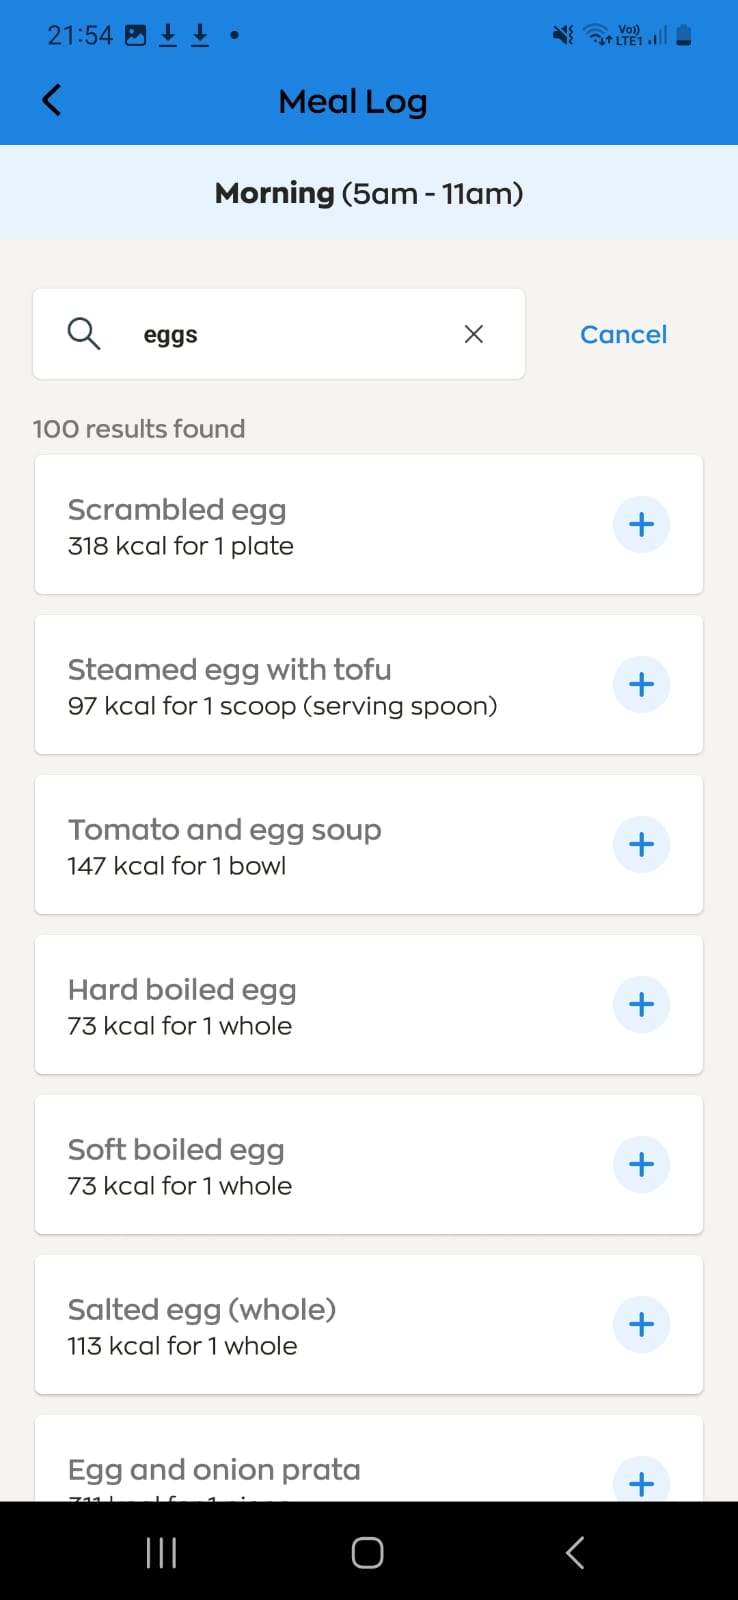 21:54
Vo))
LTE1
Meal Log
Morning (5am - 11am)
eggs
Cancel
100 results found
Scrambled egg
318 kcal for 1 plate
Steamed egg with tofu
97 kcal for 1 scoop (serving spoon)
Tomato and egg soup
147 kcal for 1 bowl
Hard boiled egg
73 kcal for 1 whole
Soft boiled egg
73 kcal for 1 whole
Salted egg (whole)
113 kcal for 1 whole
Egg and onion prata